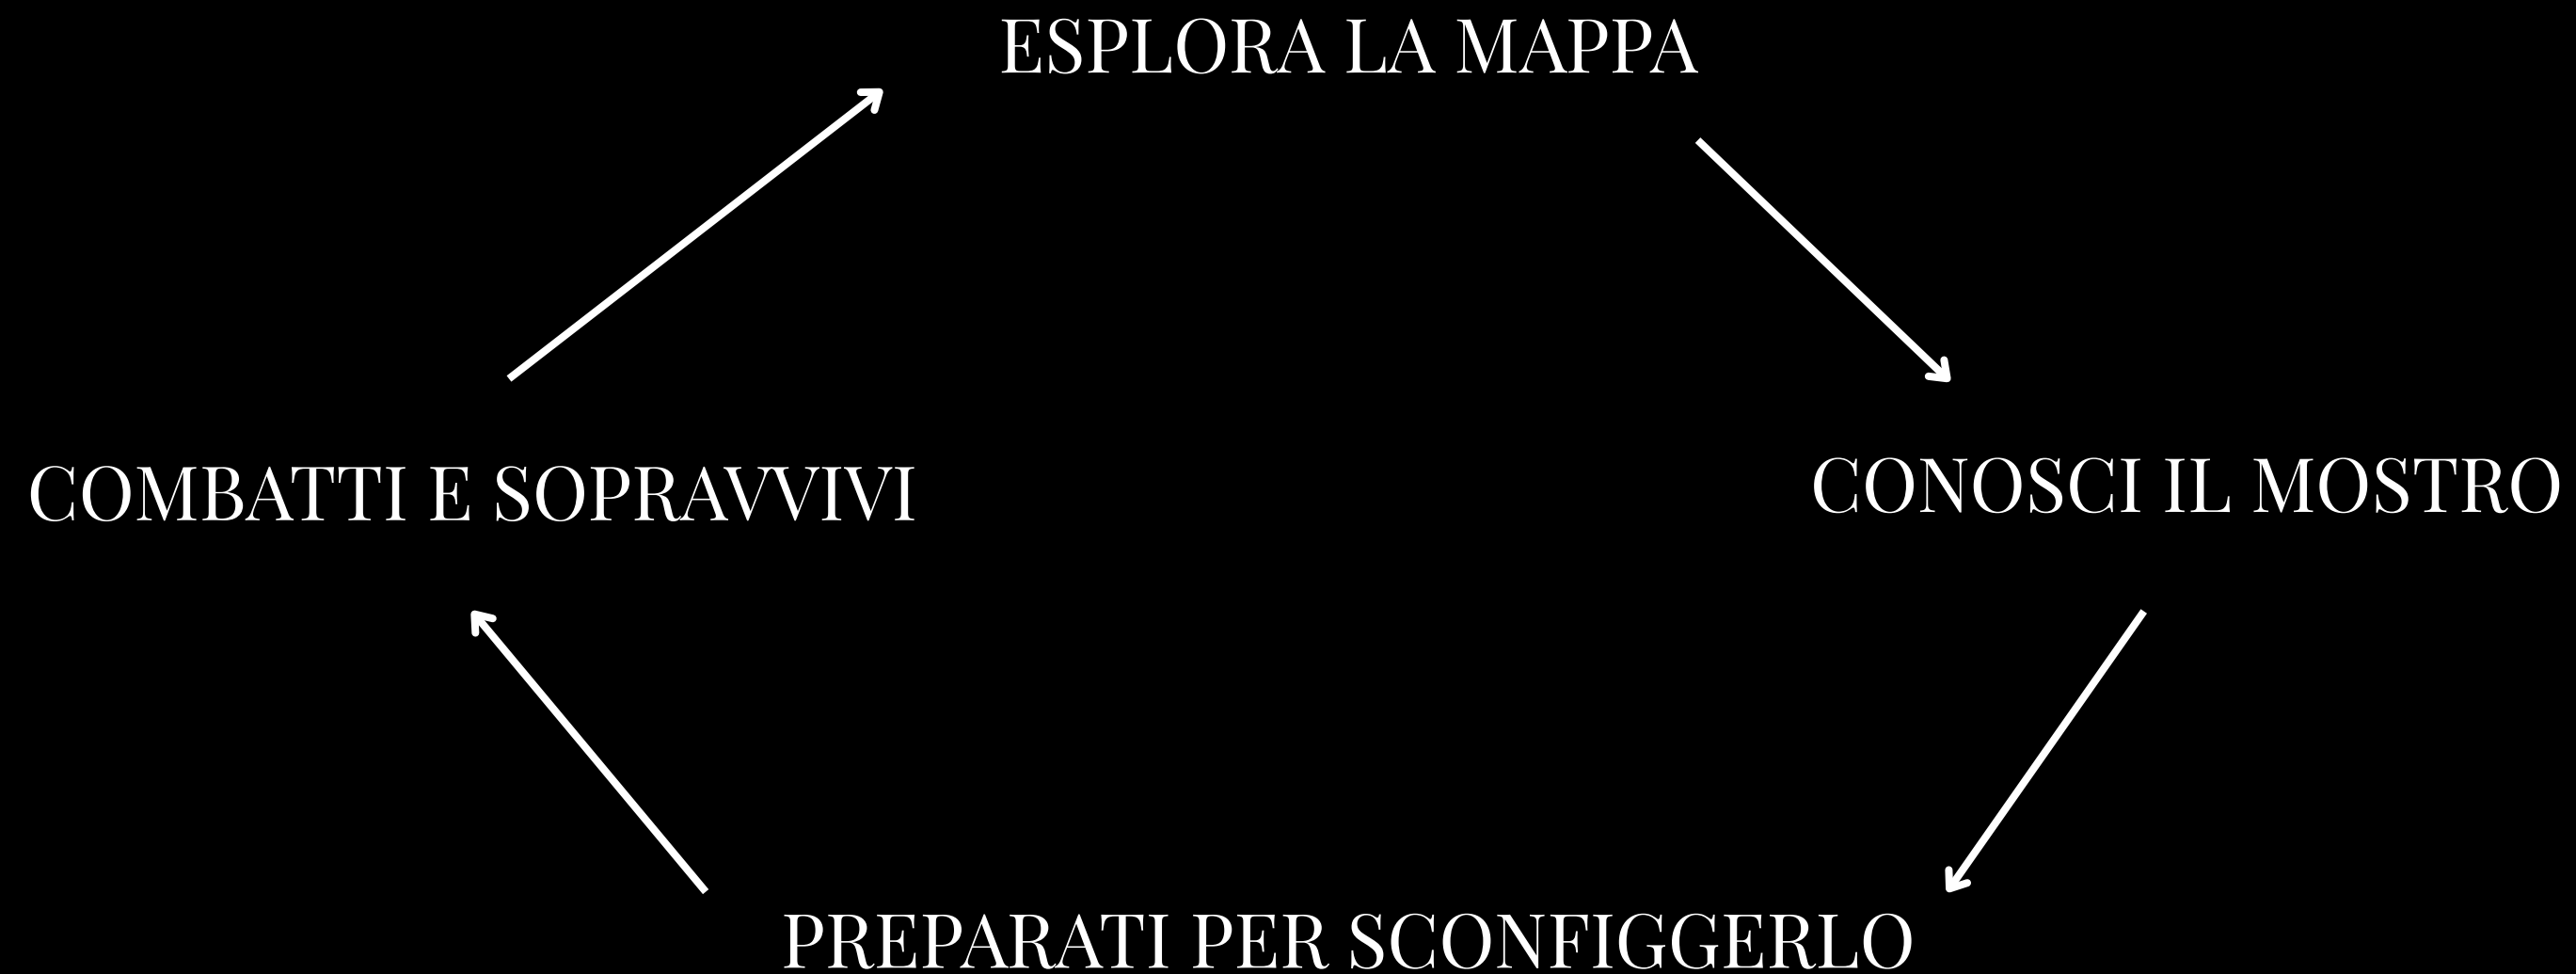 ESPLORA LA MAPPA
COMBATTI E SOPRAVVIVI
CONOSCI IL MOSTRO
PREPARATI PER SCONFIGGERLO